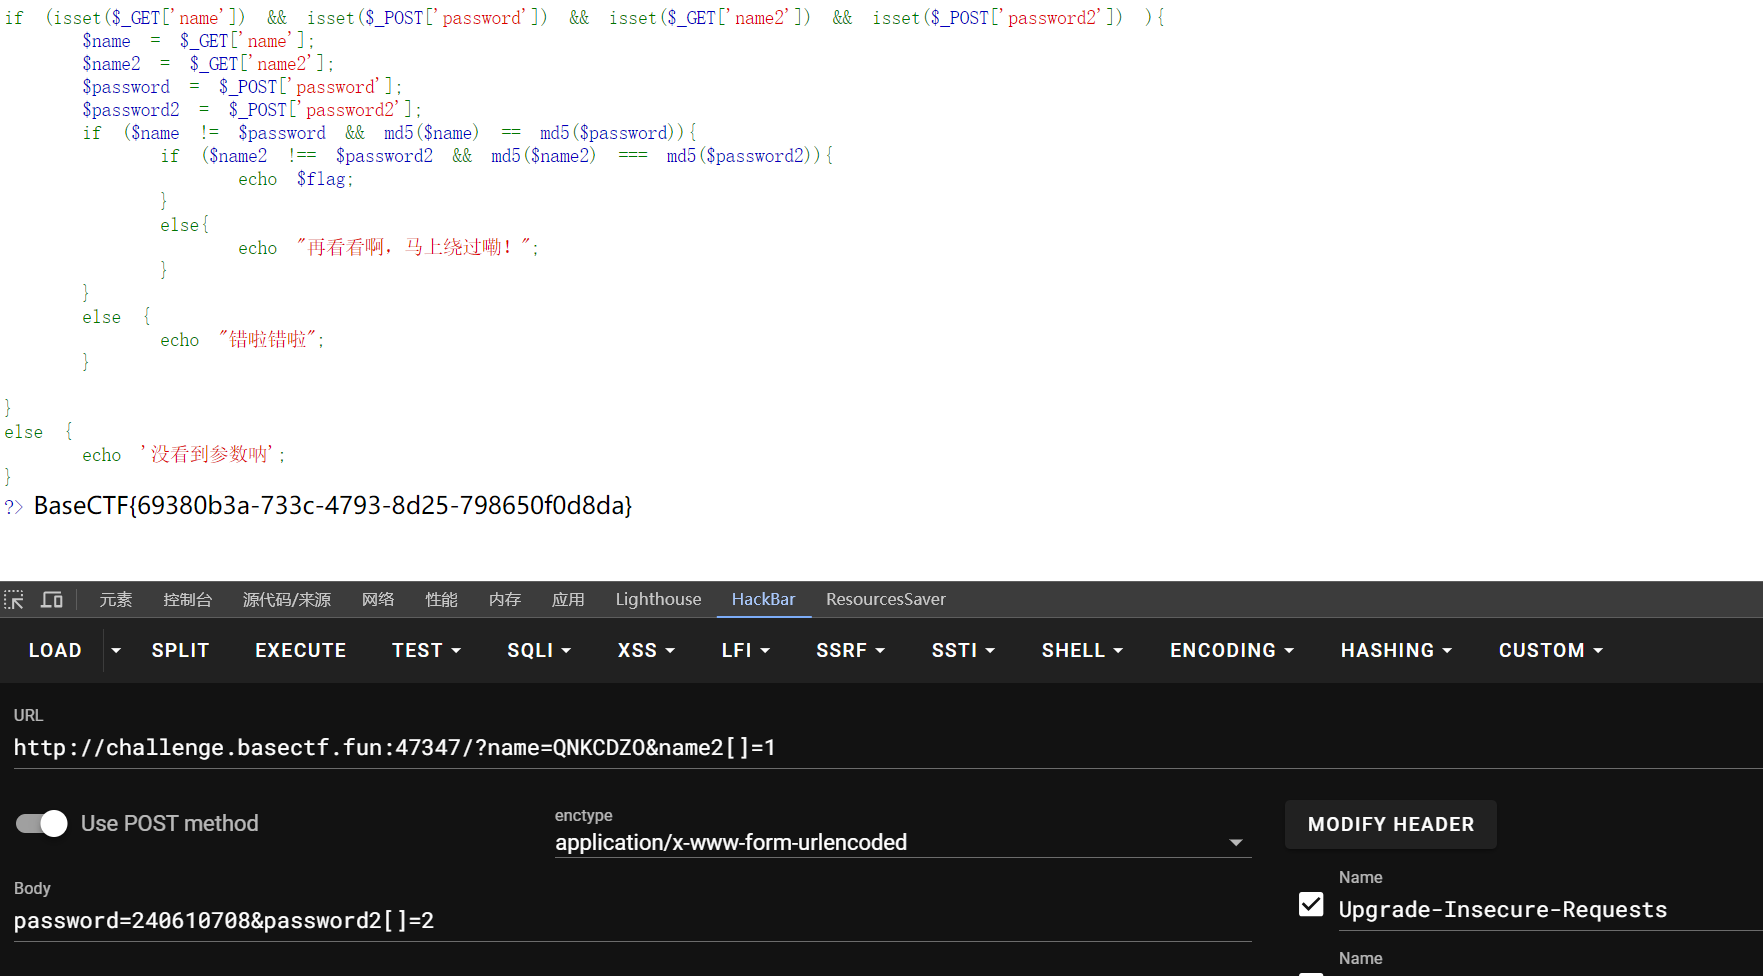 if (isset($_GET['name']) && isset($_POST['password']) && isset($_GET['name2']) && isset($_POST['password2']) ){
$name = $_GET['name'];
$name2 = $_GET['name2'];
$password = $_POST['password'];
$password2 = $_POST['password2'];
if ($name != $password && md5($name) == md5($password)){
if ($name2 !== $password2 && md5($name2) === md5($password2)){
echo $flag;
}
else{
echo "再看看啊，马上绕过嘞！";
}
}
else {
echo "错啦错啦";
}
}
else {
echo '没看到参数呐';
}
?> BaseCTF{69380b3a-733c-4793-8d25-798650f0d8da}
元素 控制台 源代码/来源 网络 性能 内存 应用 Lighthouse HackBar ResourcesSaver
LOAD SPLIT EXECUTE TEST SQLI XSS LFI SSRF SSTI SHELL ENCODING HASHING CUSTOM
URL
http://challenge.basectf.fun:47347/?name=QNKCDZO&name2[]=1
Use POST method
enctype
application/x-www-form-urlencoded
MODIFY HEADER
Body
password=240610708&password2[]=2
Name
Upgrade-Insecure-Requests
Name